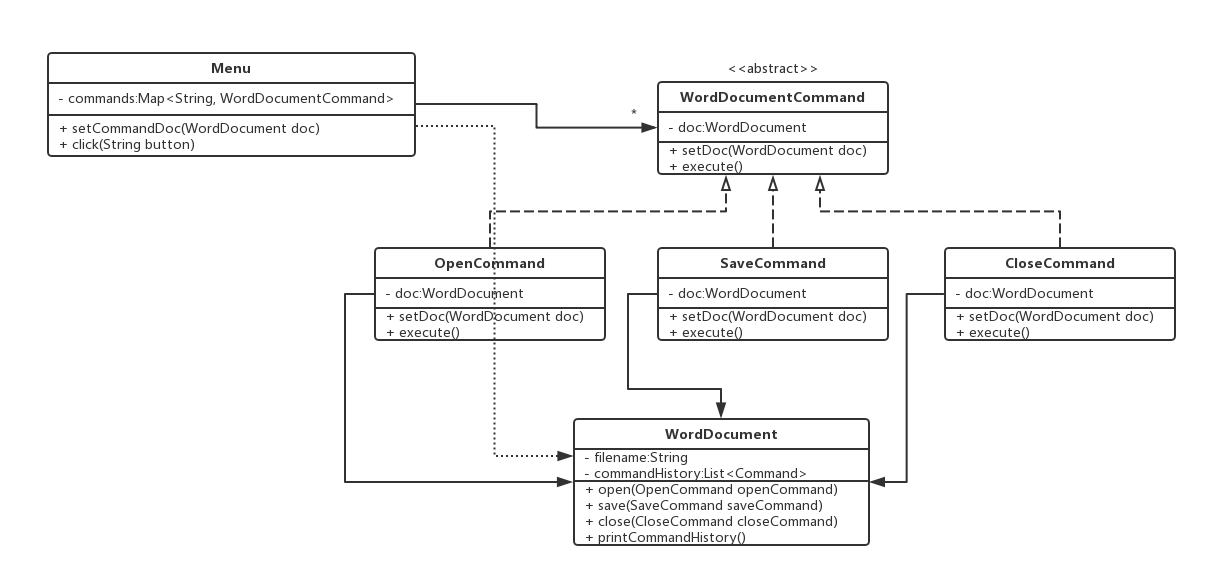 Menu
- commands:Map<String, WordDocumentCommand>
+ setCommandDoc(WordDocument doc)
+ click(String button)
*
<<abstract>>
WordDocumentCommand
- doc:WordDocument
+ setDoc(WordDocument doc)
+ execute()
OpenCommand
- doc:WordDocument
+ setDoc(WordDocument doc)
+ execute()
SaveCommand
- doc:WordDocument
+ setDoc(WordDocument doc)
+ execute()
CloseCommand
- doc:WordDocument
+ setDoc(WordDocument doc)
+ execute()
WordDocument
- filename:String
- commandHistory:List<Command>
+ open(OpenCommand openCommand)
+ save(SaveCommand saveCommand)
+ close(CloseCommand closeCommand)
+ printCommandHistory()